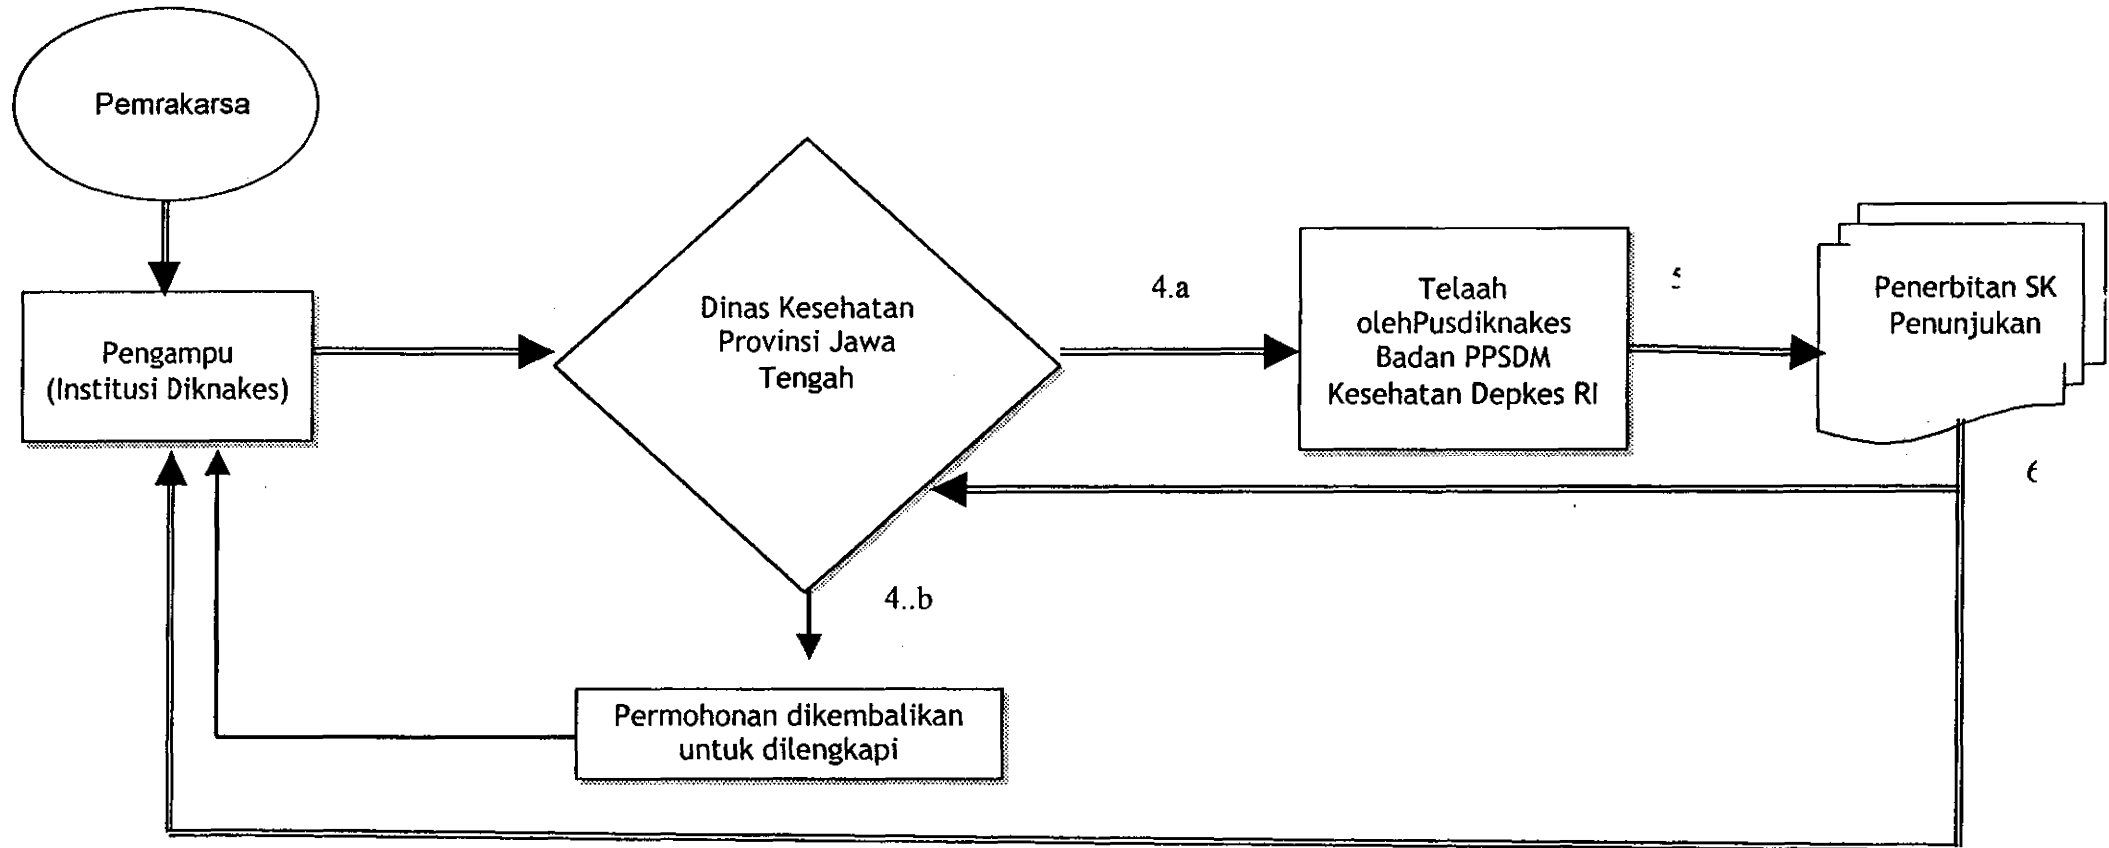 Pemrakarsa
Pengampu
(Institusi Diknakes)
Dinas Kesehatan
Provinsi Jawa
Tengah
4.a
Telaah
olehPusdiknakes
Badan PPSDM
Kesehatan Depkes RI
Penerbitan SK
Penunjukan
4..b
Permohonan dikembalikan
untuk dilengkapi